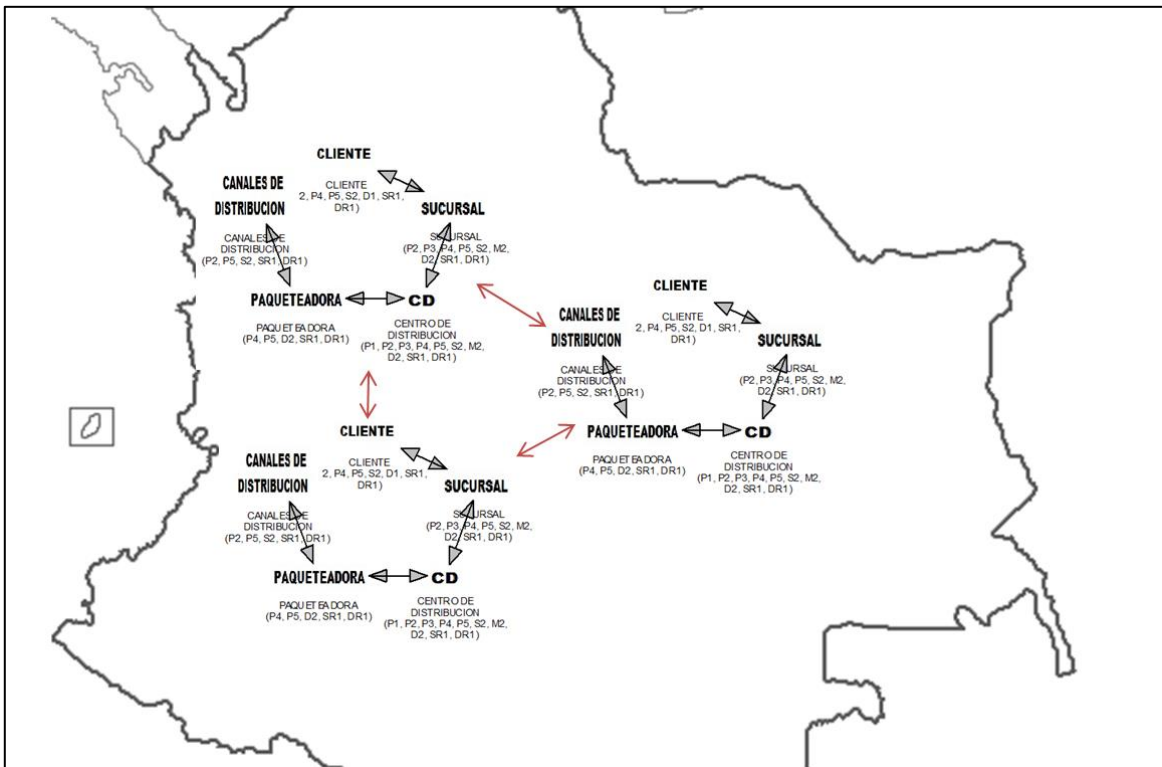 CLIENTE
CLIENTE
2, P4, P5, S2, D1, SR1,
DR1)
CANALES DE
DISTRIBUCION
CANALES DE
DISTRIBUCION
(P2, P5, S2, SR1, DR1)
SUCURSAL
SUCURSAL
(P2, P3, P4, P5, S2, M2,
D2, SR1, DR1)
PAQUETEADORA
PAQUETEADORA
(P4, P5, D2, SR1, DR1)
CD
CENTRO DE
DISTRIBUCION
(P1, P2, P3, P4, P5, S2, M2,
D2, SR1, DR1)
CLIENTE
CLIENTE
2, P4, P5, S2, D1, SR1,
DR1)
CANALES DE
DISTRIBUCION
CANALES DE
DISTRIBUCION
(P2, P5, S2, SR1, DR1)
SUCURSAL
SUCURSAL
(P2, P3, P4, P5, S2, M2,
D2, SR1, DR1)
PAQUETEADORA
PAQUETEADORA
(P4, P5, D2, SR1, DR1)
CD
CENTRO DE
DISTRIBUCION
(P1, P2, P3, P4, P5, S2, M2,
D2, SR1, DR1)
CLIENTE
CLIENTE
2, P4, P5, S2, D1, SR1,
DR1)
CANALES DE
DISTRIBUCION
CANALES DE
DISTRIBUCION
(P2, P5, S2, SR1, DR1)
SUCURSAL
SUCURSAL
(P2, P3, P4, P5, S2, M2,
D2, SR1, DR1)
PAQUETEADORA
PAQUETEADORA
(P4, P5, D2, SR1, DR1)
CD
CENTRO DE
DISTRIBUCION
(P1, P2, P3, P4, P5, S2, M2,
D2, SR1, DR1)